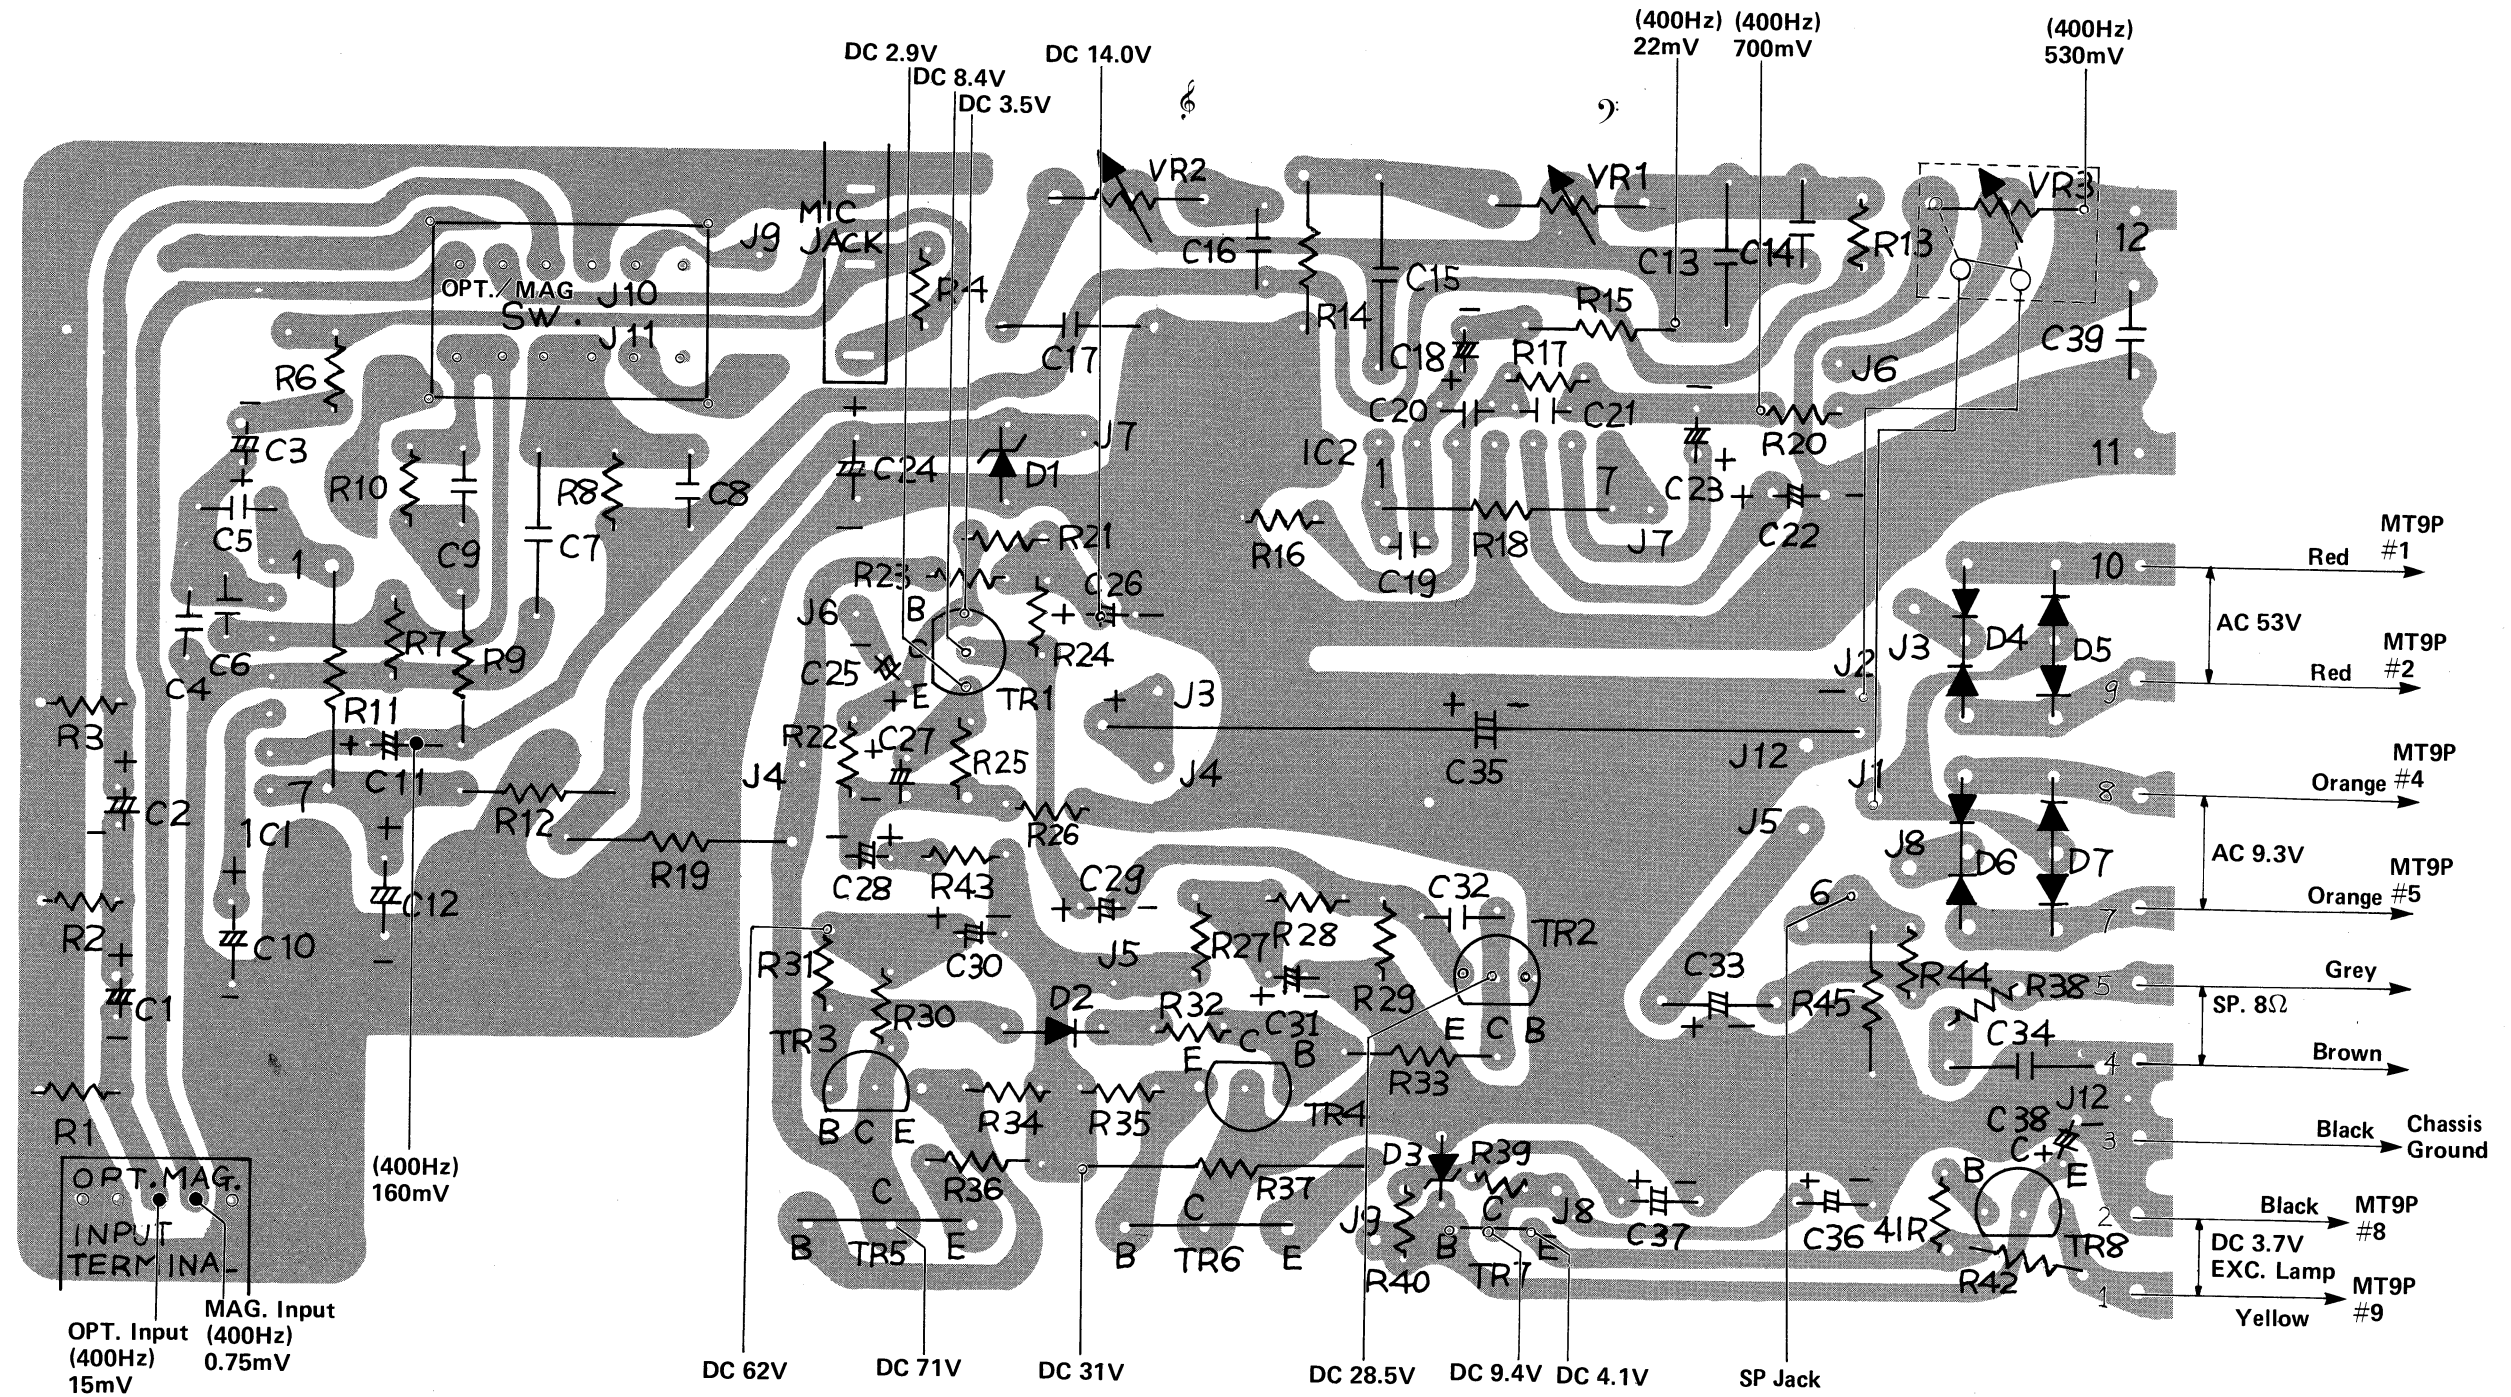 DC 2.9V
DC 8.4V
DC 3.5V
DC 14.0V
(400Hz)
22mV
(400Hz)
700mV
(400Hz)
530mV
VR2
VR1
VR3
MIC
JACK
J9
OPT./MAG
SW.
J10
J11
R4
C16
C15
C13
C14
R13
12
R14
R15
C17
C18
R17
C39
J6
R6
C3
+
C20
C21
R20
11
IC2
1
7
J7
C24
D1
J7
R10
R8
C8
C5
C9
C7
1
R21
R16
C19
R18
C23
C22
10
MT9P
#1
Red
AC 53V
MT9P
#2
Red
9
R23
C26
B
C
E
J6
R24
TR1
C25
C4
C6
R7
R9
R11
R3
J3
J2
J3
D4
D5
R22
C27
R25
J4
J4
C35
J12
J1
C11
7
R12
C2
1C1
R19
R26
J5
J8
D6
D7
8
MT9P
#4
Orange
AC 9.3V
MT9P
#5
Orange
7
C12
C28
R43
C29
C32
6
R2
C10
C30
J5
R27
R28
TR2
R31
C33
R44
R38
5
Grey
SP. 8Ω
C1
R30
D2
R32
C31
R29
E C B
R45
C34
4
Brown
TR3
E
C
B
R33
R1
R34
R35
TR4
B C E
J12
C38
3
Black
Chassis
Ground
(400Hz)
160mV
OPT. MAG.
INPUT
TERMINA
R36
R37
D3
R39
C
E
B
C
B
TR5
E
C
B
TR6
E
J9
C
B
E
J8
TR7
R40
C37
C36
41R
TR8
R42
2
Black
MT9P
#8
DC 3.7V
EXC. Lamp
1
Yellow
MT9P
#9
OPT. Input
(400Hz)
15mV
MAG. Input
(400Hz)
0.75mV
DC 62V
DC 71V
DC 31V
DC 28.5V
DC 9.4V
DC 4.1V
SP Jack